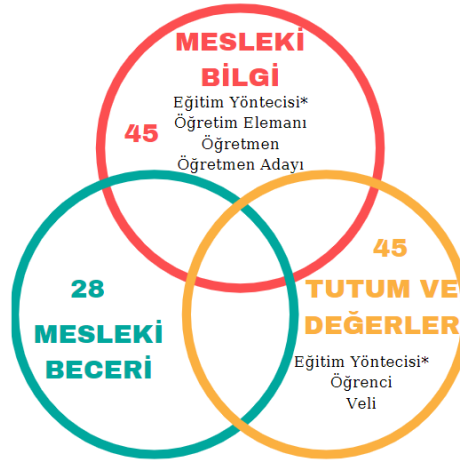 MESLEKİ
BİLGİ
Eğitim Yöntecisi*
45
Öğretim Elemanı
Öğretmen
Öğretmen Adayı
45
TUTUM VE
DEĞERLER
Eğitim Yöntecisi*
Öğrenci
Veli
28
MESLEKİ
BECERİ